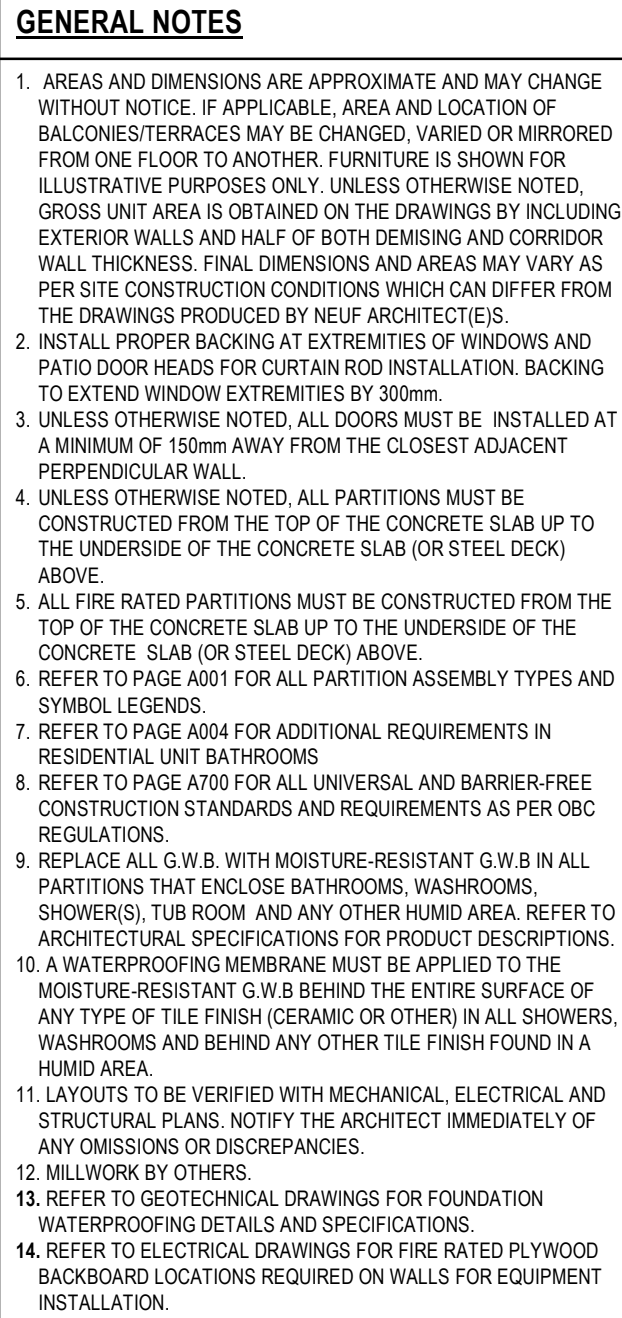 GENERAL NOTES
1. AREAS AND DIMENSIONS ARE APPROXIMATE AND MAY CHANGE
WITHOUT NOTICE. IF APPLICABLE, AREA AND LOCATION OF
BALCONIES/TERRACES MAY BE CHANGED, VARIED OR MIRRORED
FROM ONE FLOOR TO ANOTHER. FURNITURE IS SHOWN FOR
ILLUSTRATIVE PURPOSES ONLY. UNLESS OTHERWISE NOTED,
GROSS UNIT AREA IS OBTAINED ON THE DRAWINGS BY INCLUDING
EXTERIOR WALLS AND HALF OF BOTH DEMISING AND CORRIDOR
WALL THICKNESS. FINAL DIMENSIONS AND AREAS MAY VARY AS
PER SITE CONSTRUCTION CONDITIONS WHICH CAN DIFFER FROM
THE DRAWINGS PRODUCED BY NEUF ARCHITECT(E)S.
2. INSTALL PROPER BACKING AT EXTREMITIES OF WINDOWS AND
PATIO DOOR HEADS FOR CURTAIN ROD INSTALLATION. BACKING
TO EXTEND WINDOW EXTREMITIES BY 300mm.
3. UNLESS OTHERWISE NOTED, ALL DOORS MUST BE INSTALLED AT
A MINIMUM OF 150mm AWAY FROM THE CLOSEST ADJACENT
PERPENDICULAR WALL.
4. UNLESS OTHERWISE NOTED, ALL PARTITIONS MUST BE
CONSTRUCTED FROM THE TOP OF THE CONCRETE SLAB UP TO
THE UNDERSIDE OF THE CONCRETE SLAB (OR STEEL DECK)
ABOVE.
5. ALL FIRE RATED PARTITIONS MUST BE CONSTRUCTED FROM THE
TOP OF THE CONCRETE SLAB UP TO THE UNDERSIDE OF THE
CONCRETE SLAB (OR STEEL DECK) ABOVE.
6. REFER TO PAGE A001 FOR ALL PARTITION ASSEMBLY TYPES AND
SYMBOL LEGENDS.
7. REFER TO PAGE A004 FOR ADDITIONAL REQUIREMENTS IN
RESIDENTIAL UNIT BATHROOMS
8. REFER TO PAGE A700 FOR ALL UNIVERSAL AND BARRIER-FREE
CONSTRUCTION STANDARDS AND REQUIREMENTS AS PER OBC
REGULATIONS.
9. REPLACE ALL G.W.B. WITH MOISTURE-RESISTANT G.W.B IN ALL
PARTITIONS THAT ENCLOSE BATHROOMS, WASHROOMS,
SHOWER(S), TUB ROOM AND ANY OTHER HUMID AREA. REFER TO
ARCHITECTURAL SPECIFICATIONS FOR PRODUCT DESCRIPTIONS.
10. A WATERPROOFING MEMBRANE MUST BE APPLIED TO THE
MOISTURE-RESISTANT G.W.B BEHIND THE ENTIRE SURFACE OF
ANY TYPE OF TILE FINISH (CERAMIC OR OTHER) IN ALL SHOWERS,
WASHROOMS AND BEHIND ANY OTHER TILE FINISH FOUND IN A
HUMID AREA.
11. LAYOUTS TO BE VERIFIED WITH MECHANICAL, ELECTRICAL AND
STRUCTURAL PLANS. NOTIFY THE ARCHITECT IMMEDIATELY OF
ANY OMISSIONS OR DISCREPANCIES.
12. MILLWORK BY OTHERS.
13. REFER TO GEOTECHNICAL DRAWINGS FOR FOUNDATION
WATERPROOFING DETAILS AND SPECIFICATIONS.
14. REFER TO ELECTRICAL DRAWINGS FOR FIRE RATED PLYWOOD
BACKBOARD LOCATIONS REQUIRED ON WALLS FOR EQUIPMENT
INSTALLATION.